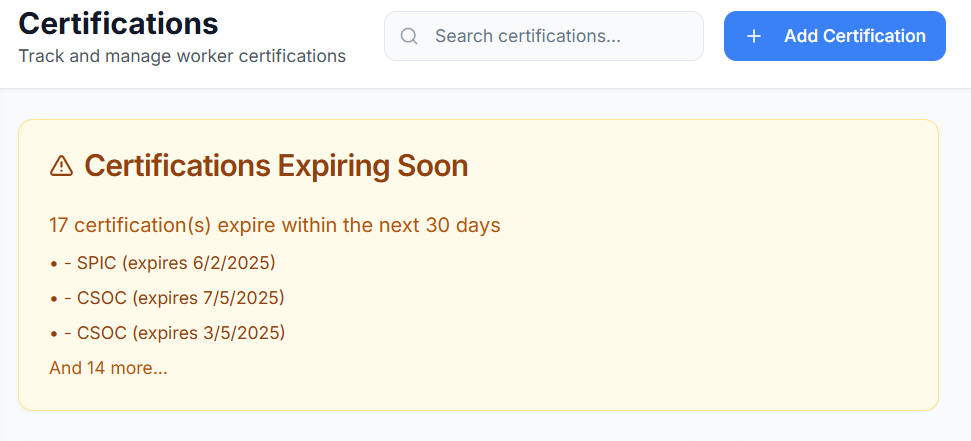 Certifications
Track and manage worker certifications
Search certifications...
+ Add Certification
Certifications Expiring Soon
17 certification(s) expire within the next 30 days
• - SPIC (expires 6/2/2025)
• - CSOC (expires 7/5/2025)
• - CSOC (expires 3/5/2025)
And 14 more...